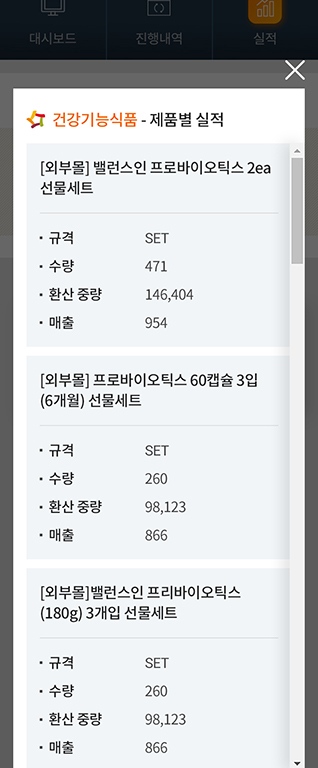 대시보드 진행내역 실적
건강기능식품 - 제품별 실적
[외부몰] 밸런스인 프로바이오틱스 2ea
선물세트
· 규격 SET
· 수량 471
· 환산 중량 146,404
· 매출 954
[외부몰] 프로바이오틱스 60캡슐 3입
(6개월) 선물세트
· 규격 SET
· 수량 260
· 환산 중량 98,123
· 매출 866
[외부몰]밸런스인 프리바이오틱스
(180g) 3개입 선물세트
· 규격 SET
· 수량 260
· 환산 중량 98,123
· 매출 866